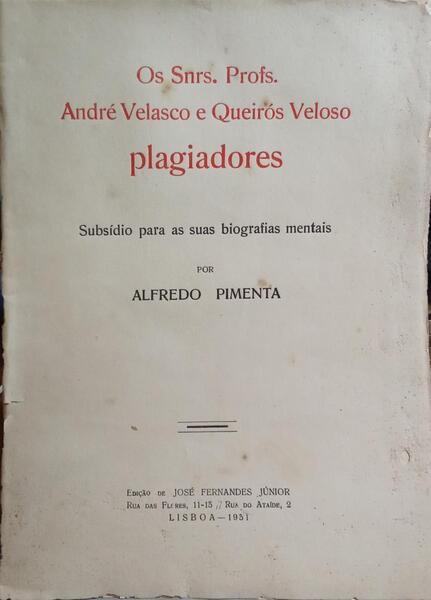 Os Snrs. Profs.
André Velasco e Queirós Veloso
plagiadores
Subsídio para as suas biografias mentais
POR
ALFREDO PIMENTA
Edição de JOSÉ FERNANDES JÚNIOR
Rua das Flores, 11-15 // Rua do Ataíde, 2
LISBOA — 1931